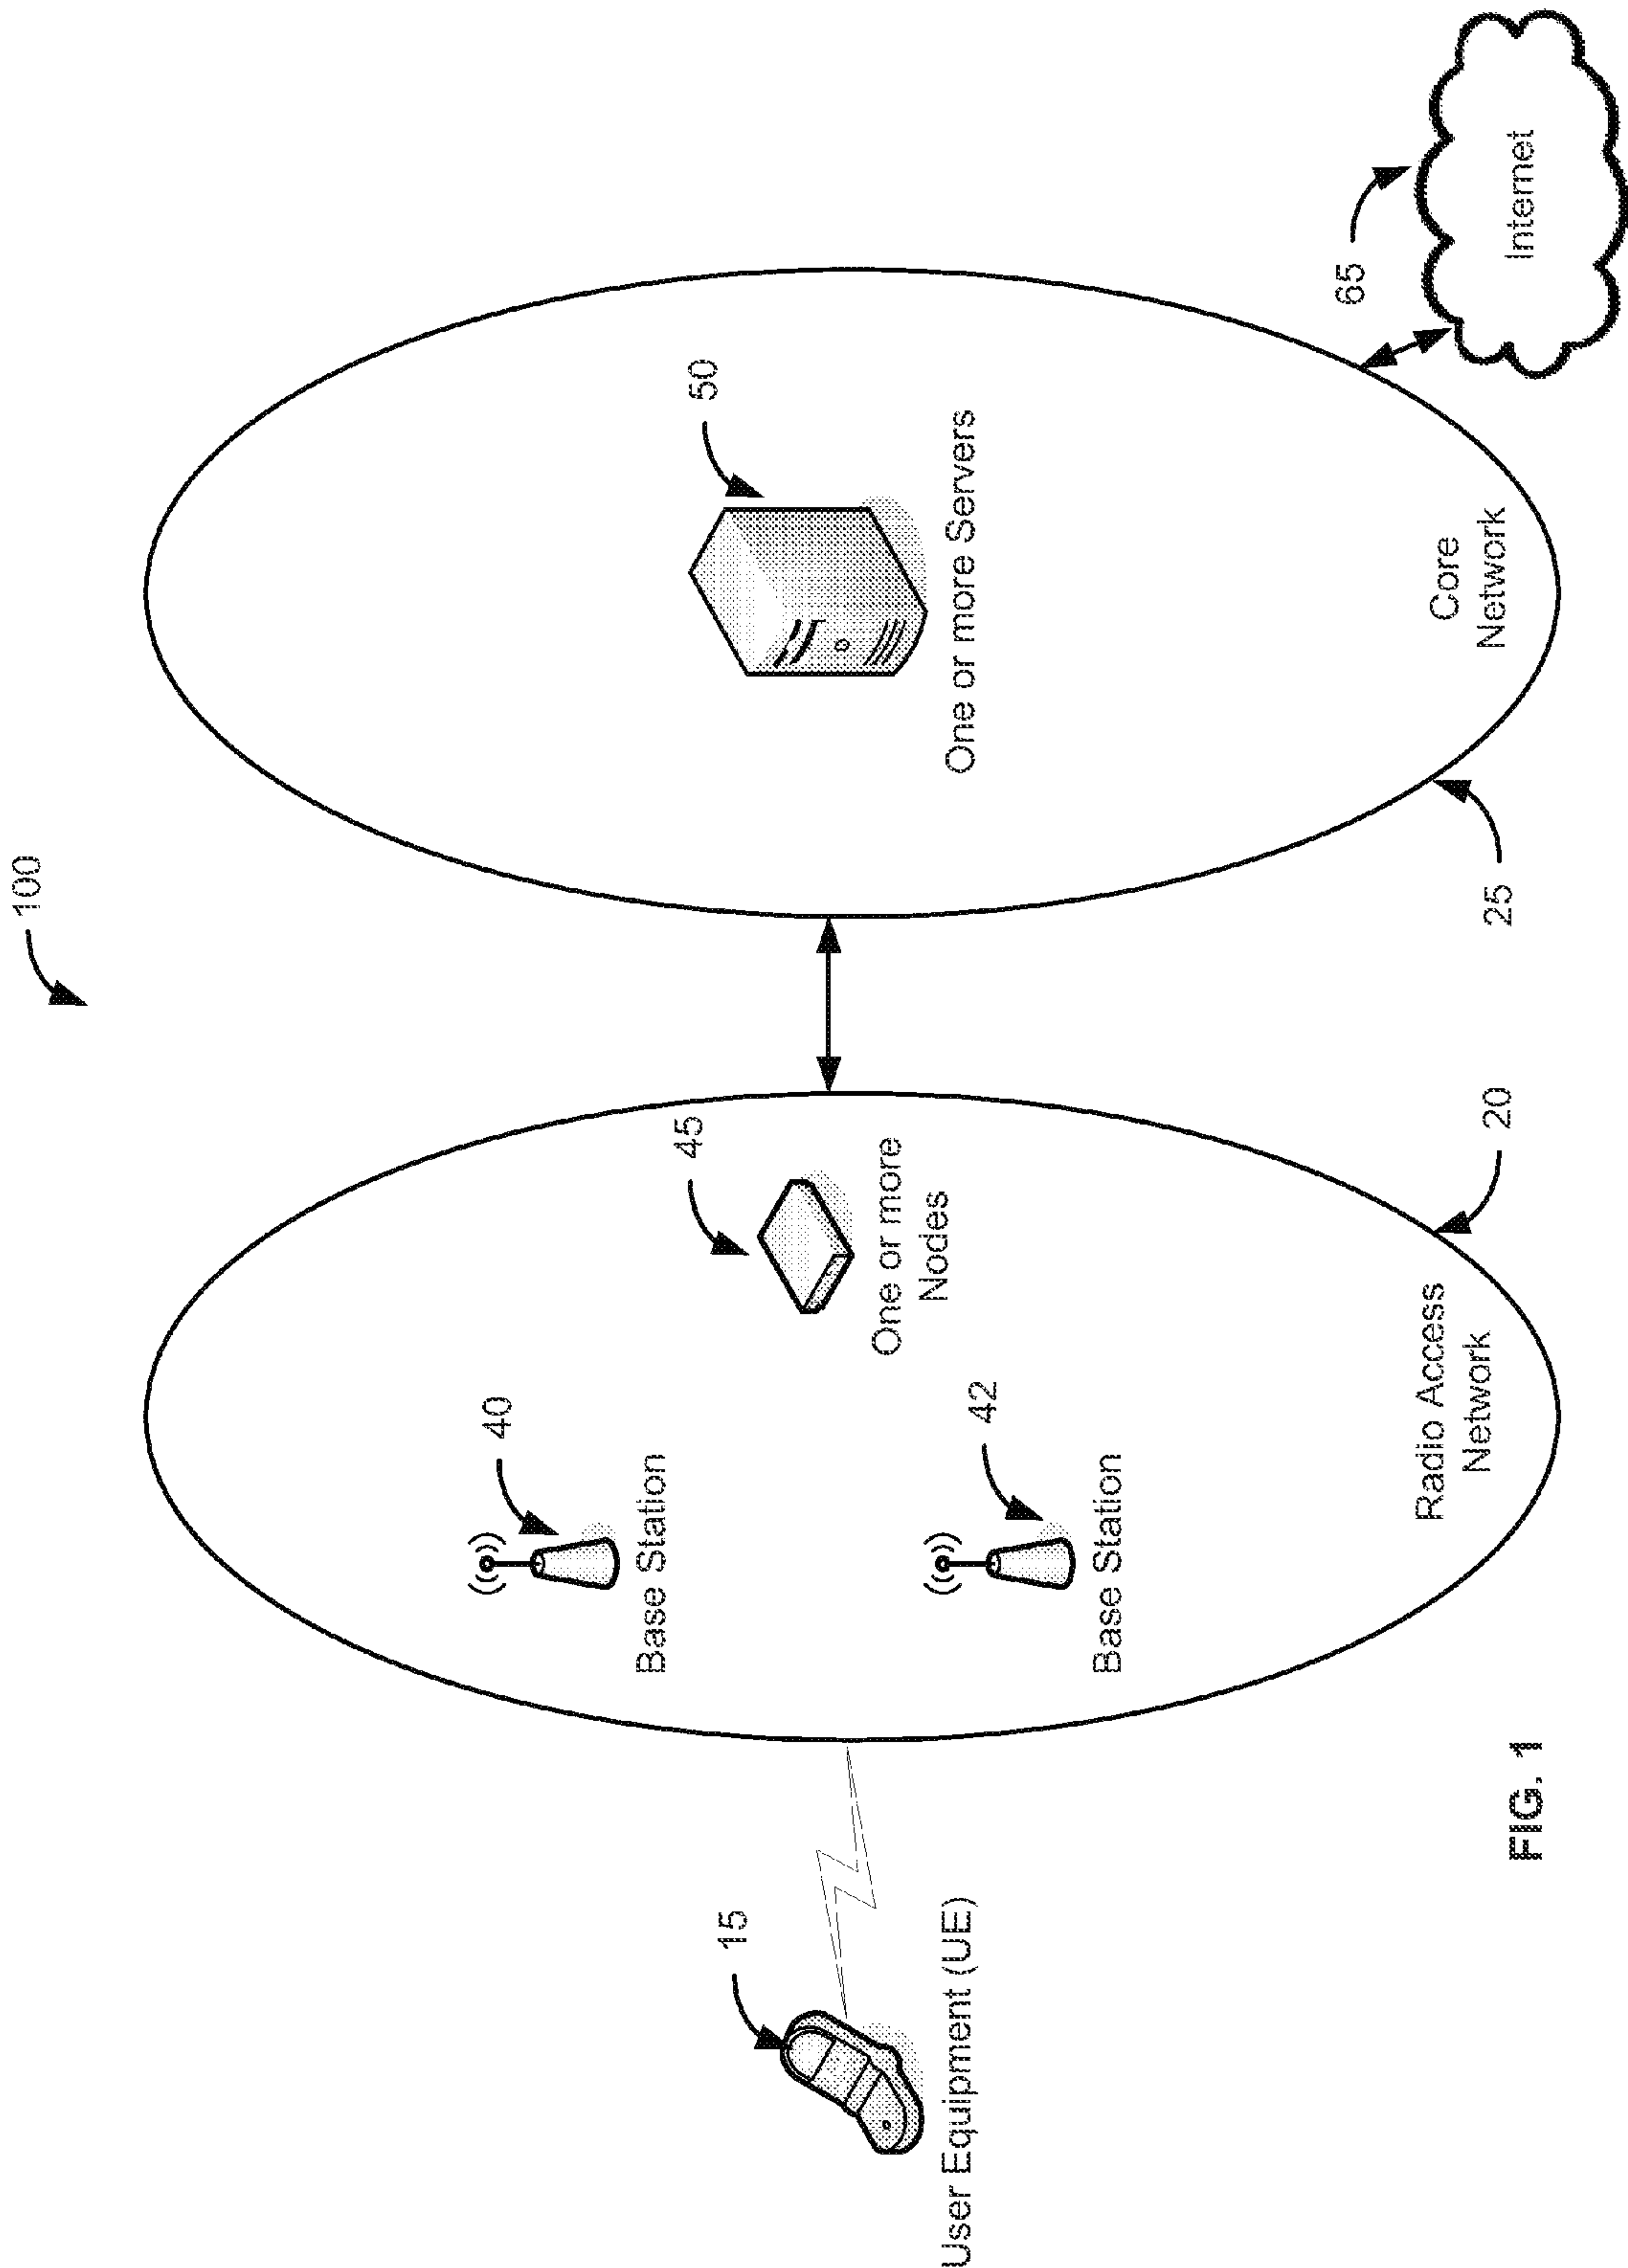 100
15
User Equipment (UE)
40
Base Station
42
Base Station
45
One or more
Nodes
Radio Access
Network
20
50
One or more Servers
Core
Network
25
65
Internet
FIG. 1